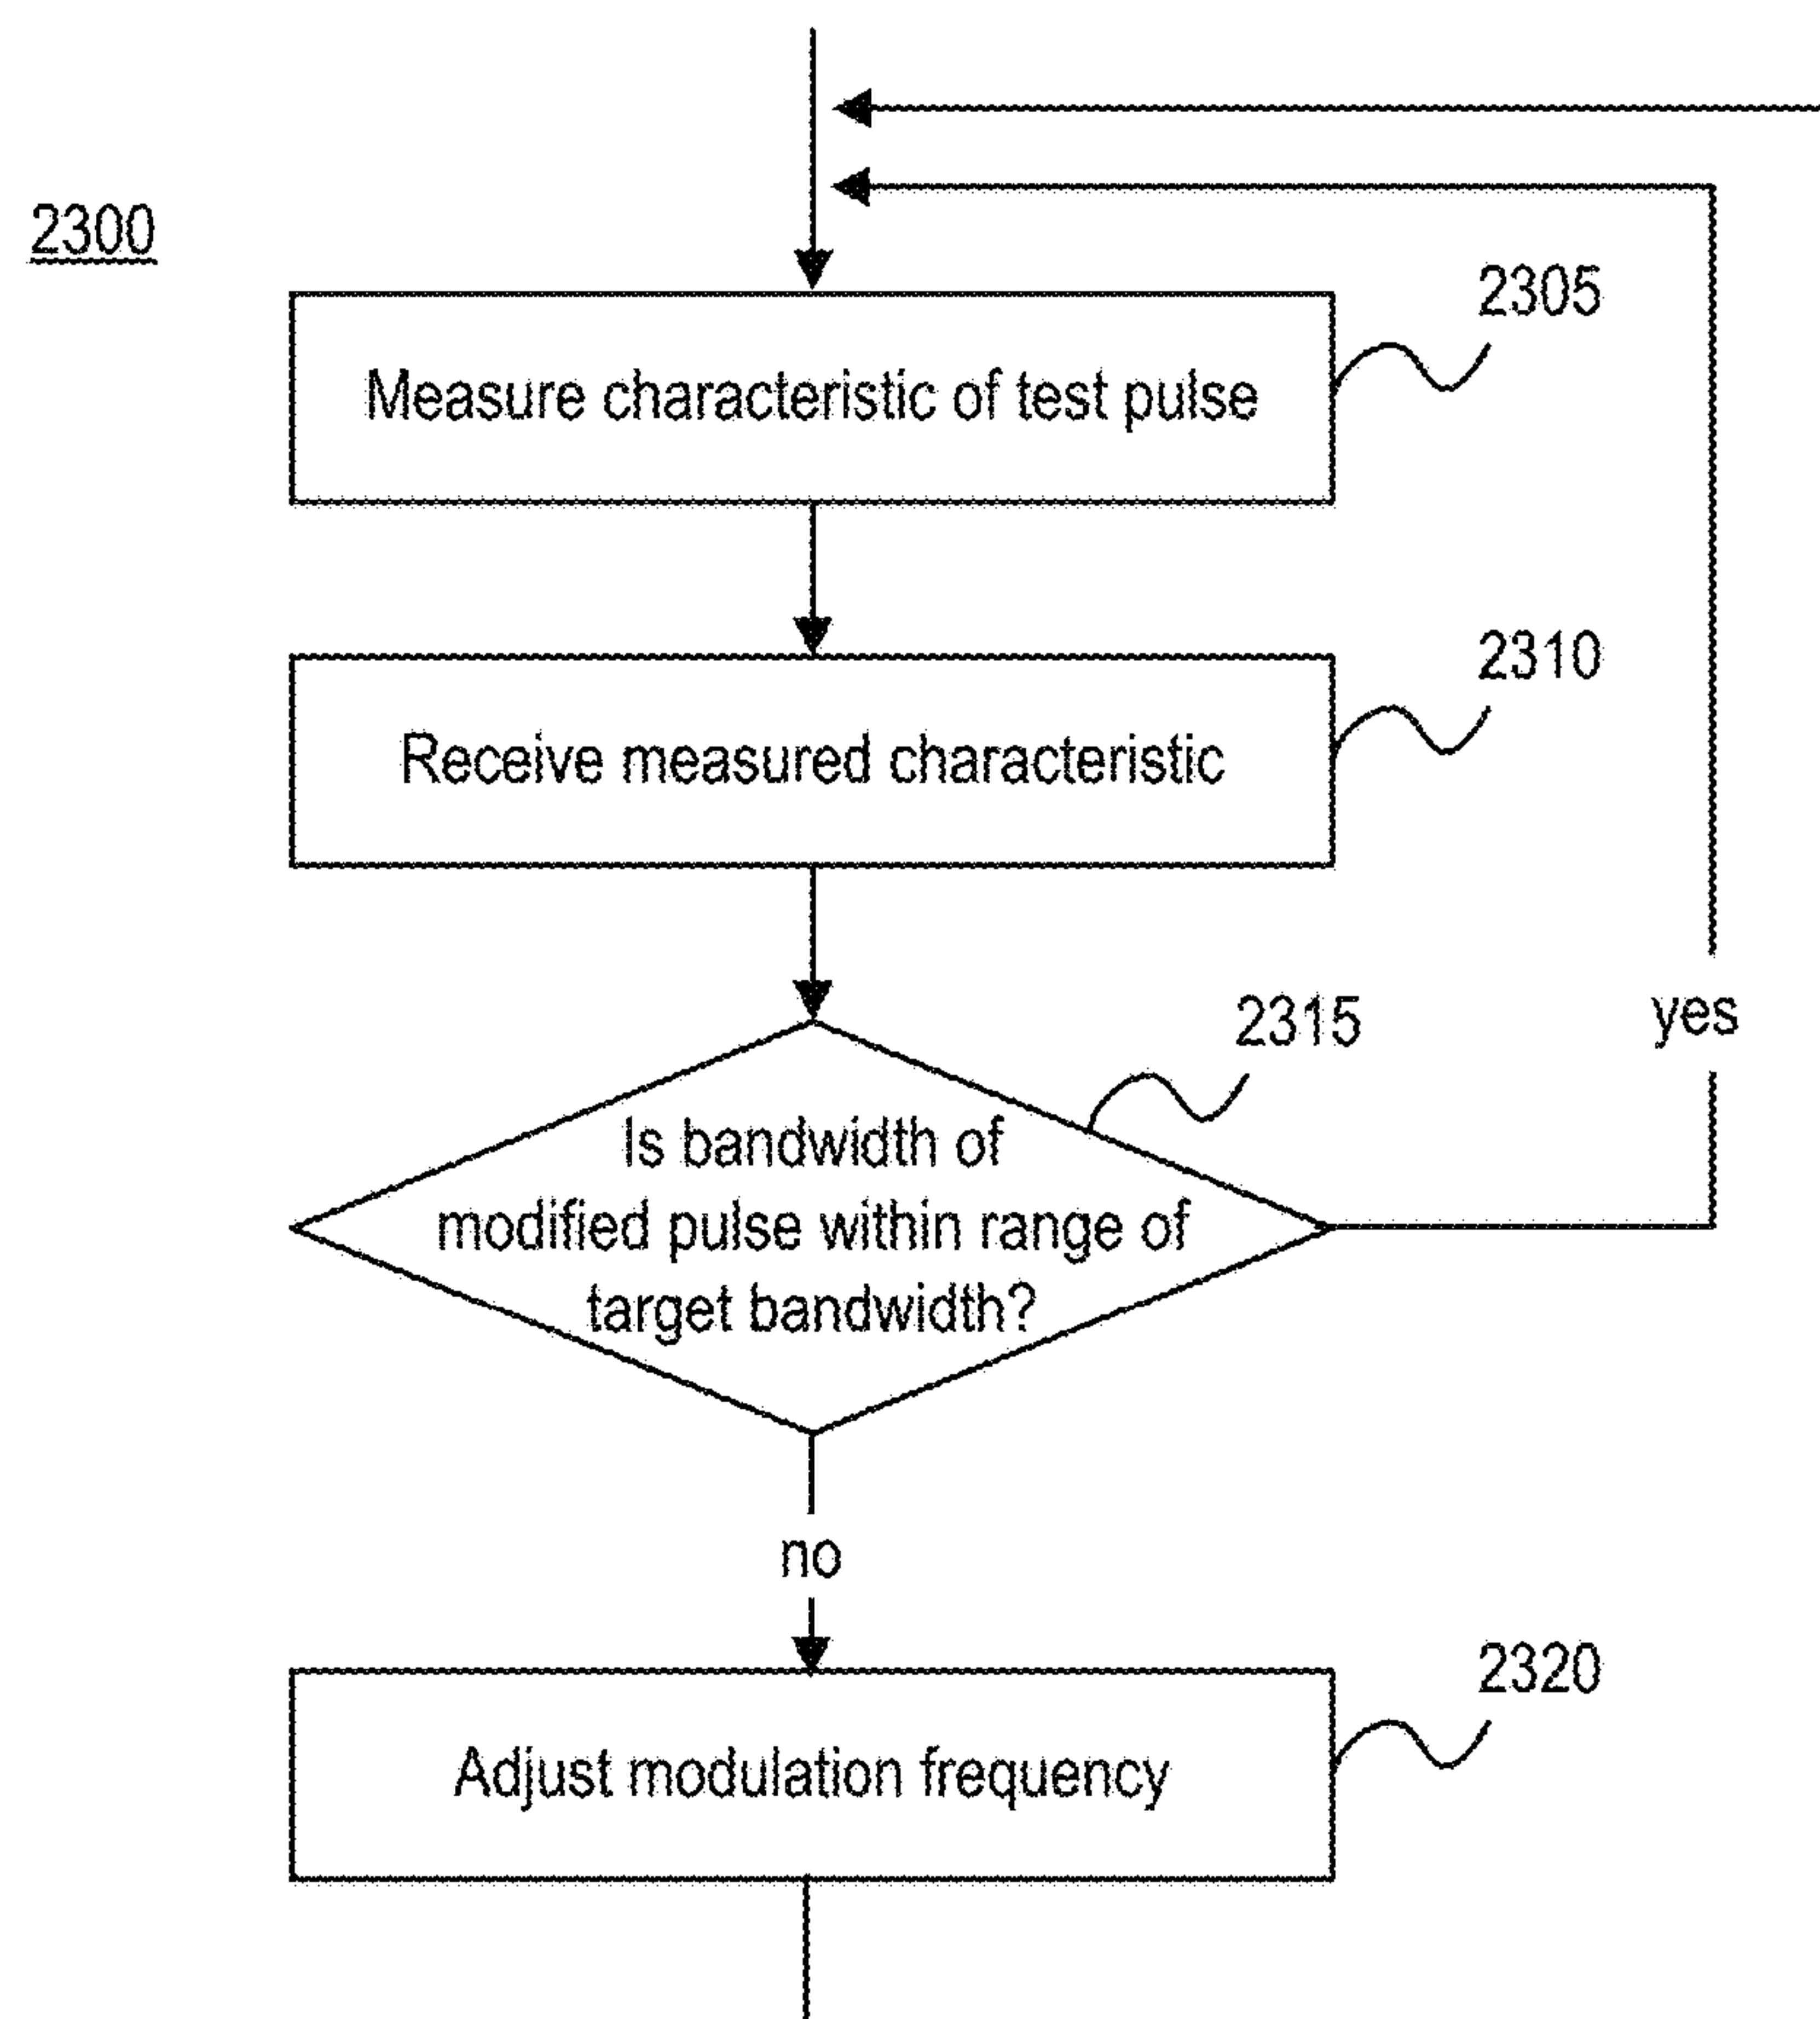 2300
2305
Measure characteristic of test pulse
2310
Receive measured characteristic
2315
yes
Is bandwidth of
modified pulse within range of
target bandwidth?
no
2320
Adjust modulation frequency